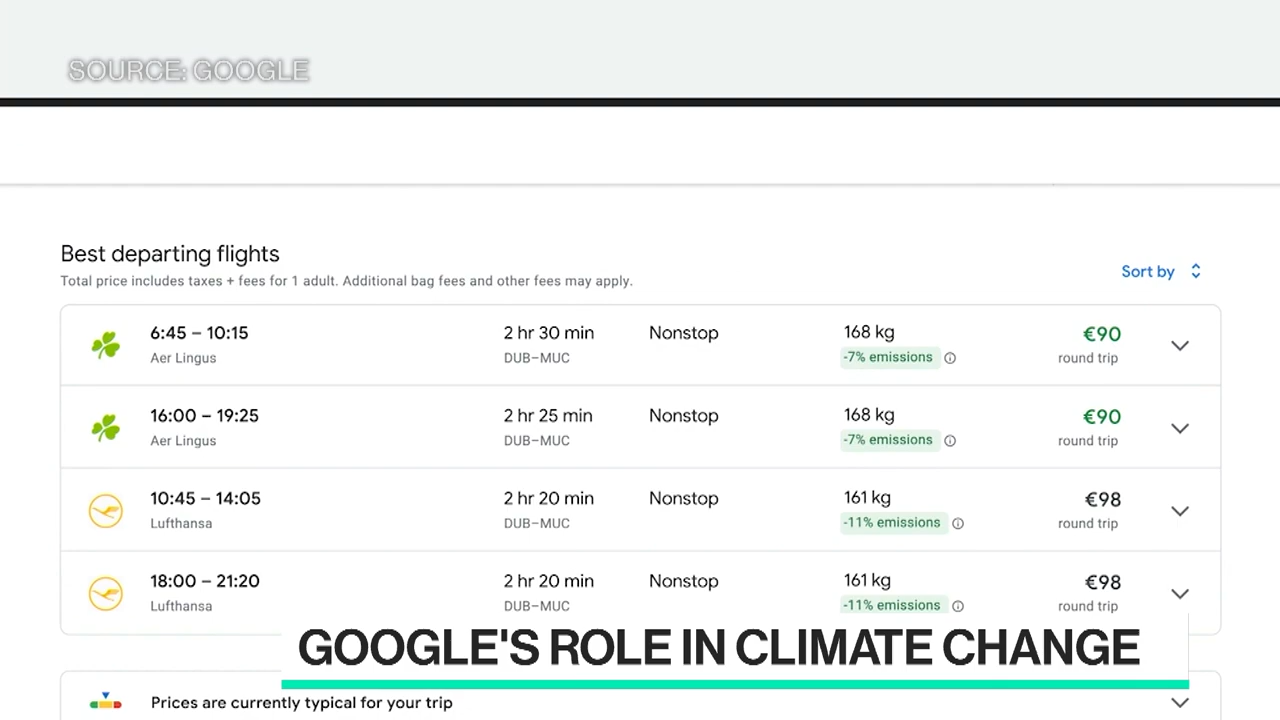 SOURCE: GOOGLE
Best departing flights
Total price includes taxes + fees for 1 adult. Additional bag fees and other fees may apply.
Sort by
6:45 – 10:15 2 hr 30 min Nonstop 168 kg €90
Aer Lingus DUB–MUC -7% emissions round trip
16:00 – 19:25 2 hr 25 min Nonstop 168 kg €90
Aer Lingus DUB–MUC -7% emissions round trip
10:45 – 14:05 2 hr 20 min Nonstop 161 kg €98
Lufthansa DUB–MUC -11% emissions round trip
18:00 – 21:20 2 hr 20 min Nonstop 161 kg €98
Lufthansa DUB–MUC -11% emissions round trip
GOOGLE'S ROLE IN CLIMATE CHANGE
Prices are currently typical for your trip